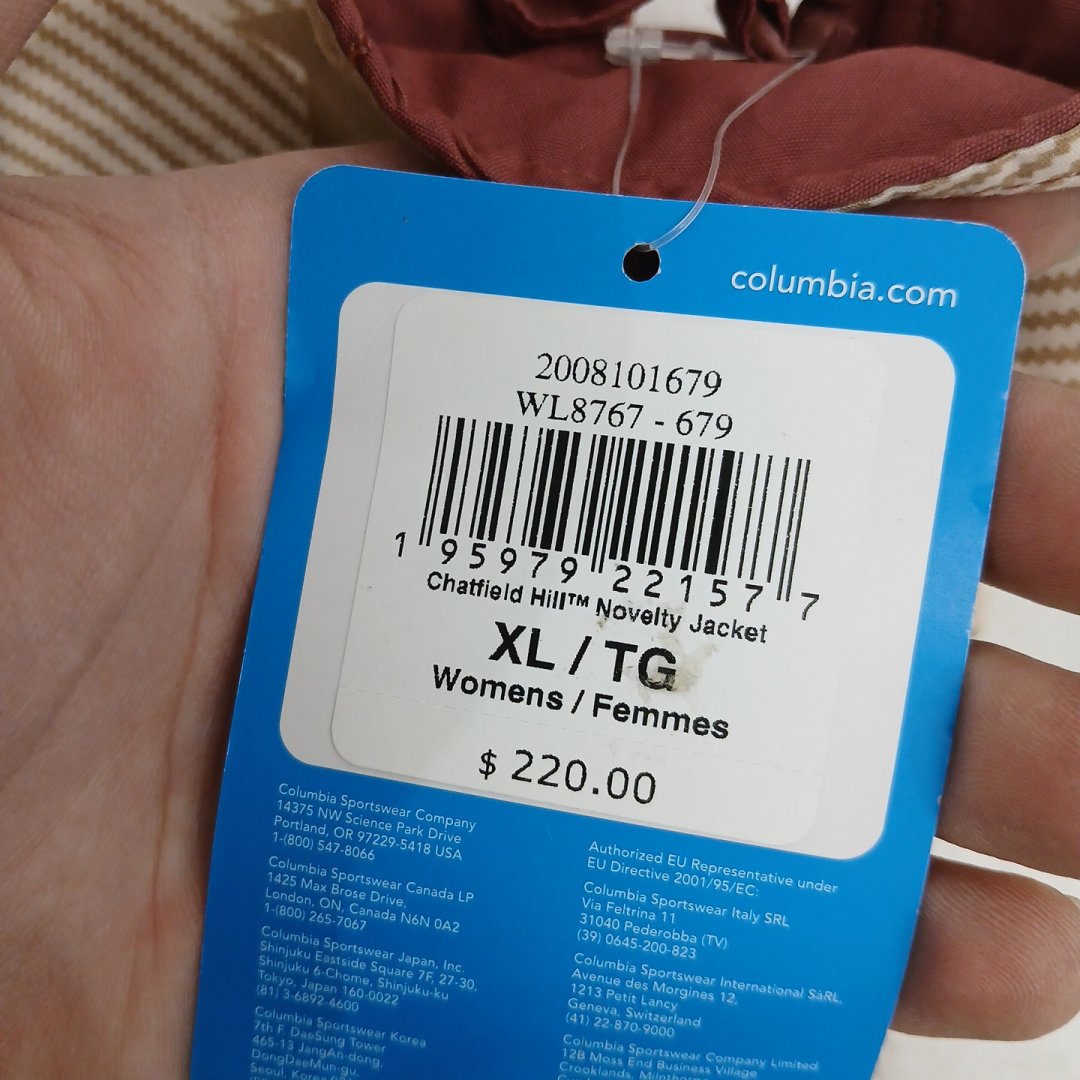 columbia.com
2008101679
WL8767 - 679
1 95979 22157 7
Chatfield Hill™ Novelty Jacket
XL / TG
Womens / Femmes
$ 220.00
Columbia Sportswear Company
14375 NW Science Park Drive
Portland, OR 97229-5418 USA
1-(800) 547-8066
Columbia Sportswear Canada LP
1425 Max Brose Drive,
London, ON, Canada N6N 0A2
1-(800) 265-7067
Columbia Sportswear Japan, Inc.
Shinjuku Eastside Square 7F, 27-30,
Shinjuku 6-Chome, Shinjuku-ku
Tokyo, Japan 160-0022
(81) 3-6892-4600
Columbia Sportswear Korea
7th F. DaeSung Tower
465-13 JangAn-dong,
DongDaeMun-gu,
Seoul, Korea
Authorized EU Representative under
EU Directive 2001/95/EC:
Columbia Sportswear Italy SRL
Via Feltrina 11
31040 Pederobba (TV)
(39) 0645-200-823
Columbia Sportswear International SàRL
Avenue des Morgines 12,
1213 Petit Lancy
Geneva, Switzerland
(41) 22-870-9000
Columbia Sportswear Company Limited
12B Moss End Business Village
Crooklands,